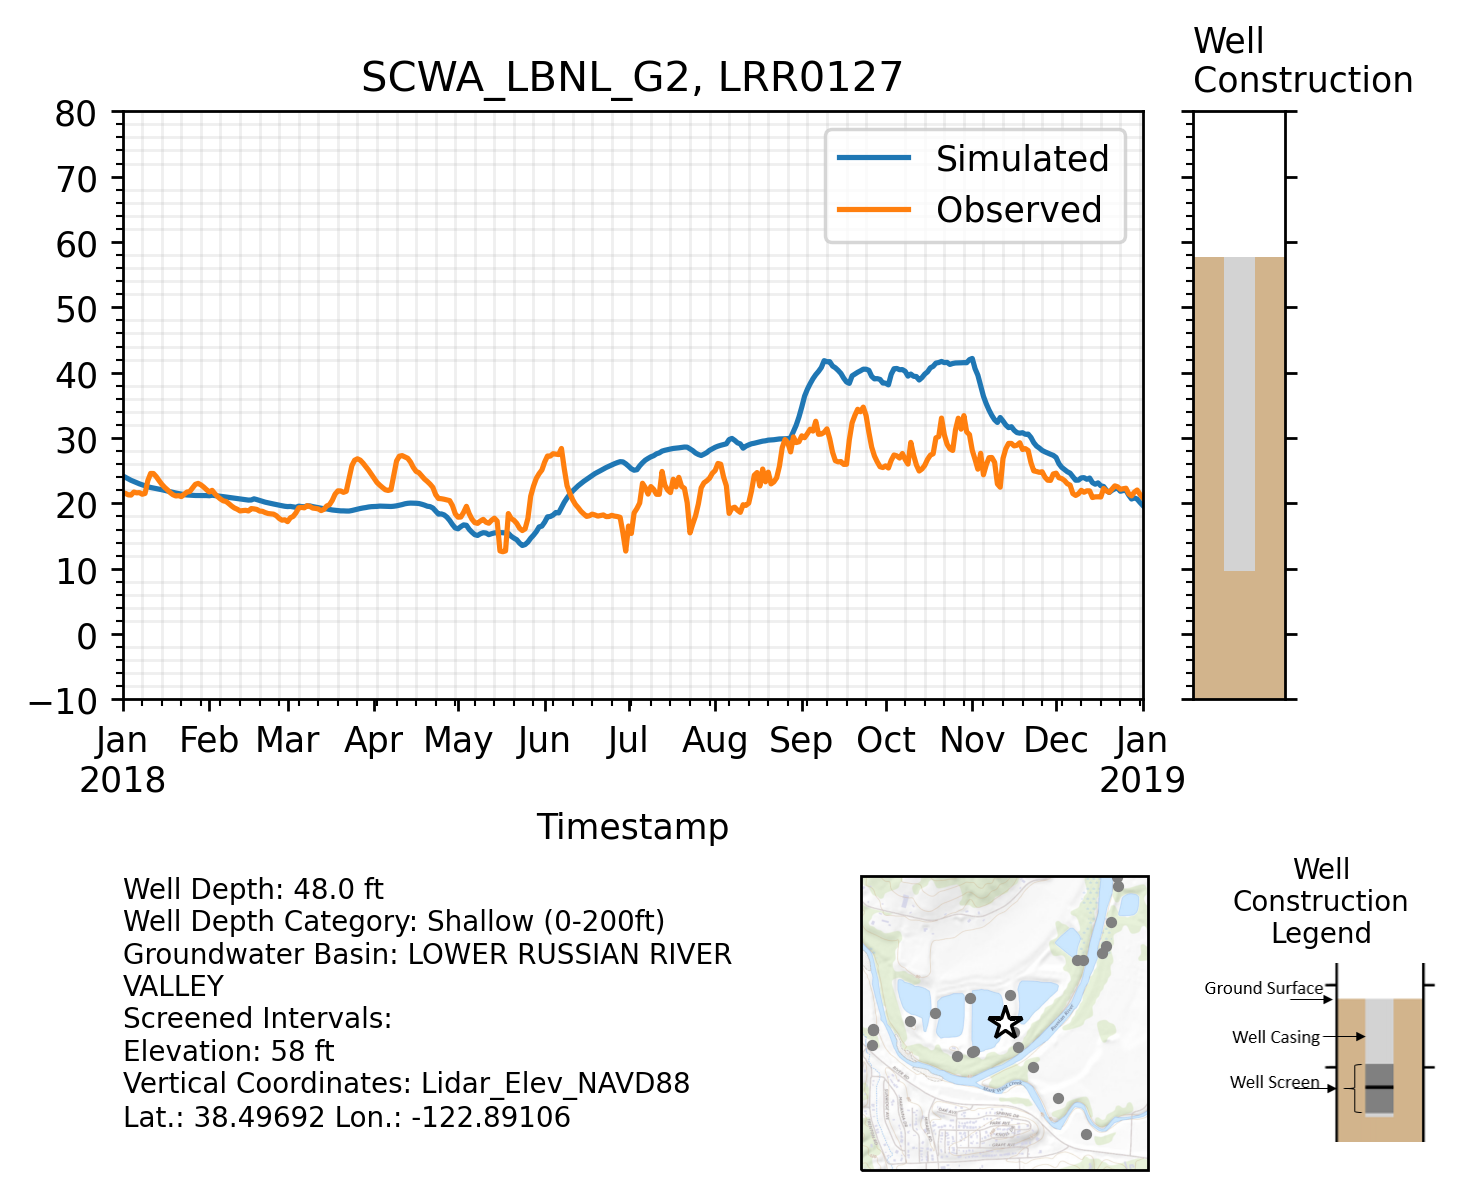 Well
Construction
SCWA_LBNL_G2, LRR0127
80
70
60
50
40
30
20
10
0
−10
Simulated
Observed
Jan Feb Mar Apr May Jun Jul Aug Sep Oct Nov Dec Jan
2018 2019
Timestamp
Well Depth: 48.0 ft
Well Depth Category: Shallow (0-200ft)
Groundwater Basin: LOWER RUSSIAN RIVER
VALLEY
Screened Intervals:
Elevation: 58 ft
Vertical Coordinates: Lidar_Elev_NAVD88
Lat.: 38.49692 Lon.: -122.89106
Well
Construction
Legend
Ground Surface
Well Casing
Well Screen